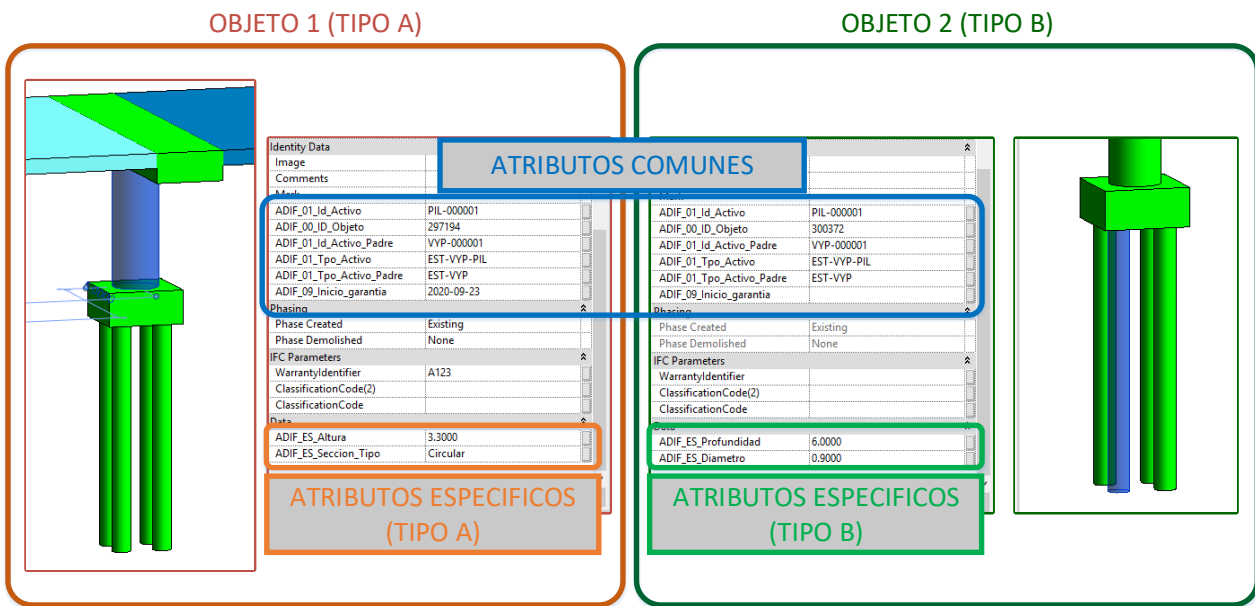 OBJETO 1 (TIPO A)
OBJETO 2 (TIPO B)
ATRIBUTOS COMUNES
Identity Data
Image
Comments
ADIF_01_Id_Activo PIL-000001
ADIF_00_ID_Objeto 297194
ADIF_01_Id_Activo_Padre VYP-000001
ADIF_01_Tpo_Activo EST-VYP-PIL
ADIF_01_Tpo_Activo_Padre EST-VYP
ADIF_09_Inicio_garantia 2020-09-23
Phasing
Phase Created Existing
Phase Demolished None
IFC Parameters
WarrantyIdentifier A123
ClassificationCode(2)
ClassificationCode
Data
ADIF_ES_Altura 3.3000
ADIF_ES_Seccion_Tipo Circular
ATRIBUTOS ESPECIFICOS
(TIPO A)
ADIF_01_Id_Activo PIL-000001
ADIF_00_ID_Objeto 300372
ADIF_01_Id_Activo_Padre VYP-000001
ADIF_01_Tpo_Activo EST-VYP-PIL
ADIF_01_Tpo_Activo_Padre EST-VYP
ADIF_09_Inicio_garantia
Phasing
Phase Created Existing
Phase Demolished None
IFC Parameters
WarrantyIdentifier
ClassificationCode(2)
ClassificationCode
Data
ADIF_ES_Profundidad 6.0000
ADIF_ES_Diametro 0.9000
ATRIBUTOS ESPECIFICOS
(TIPO B)